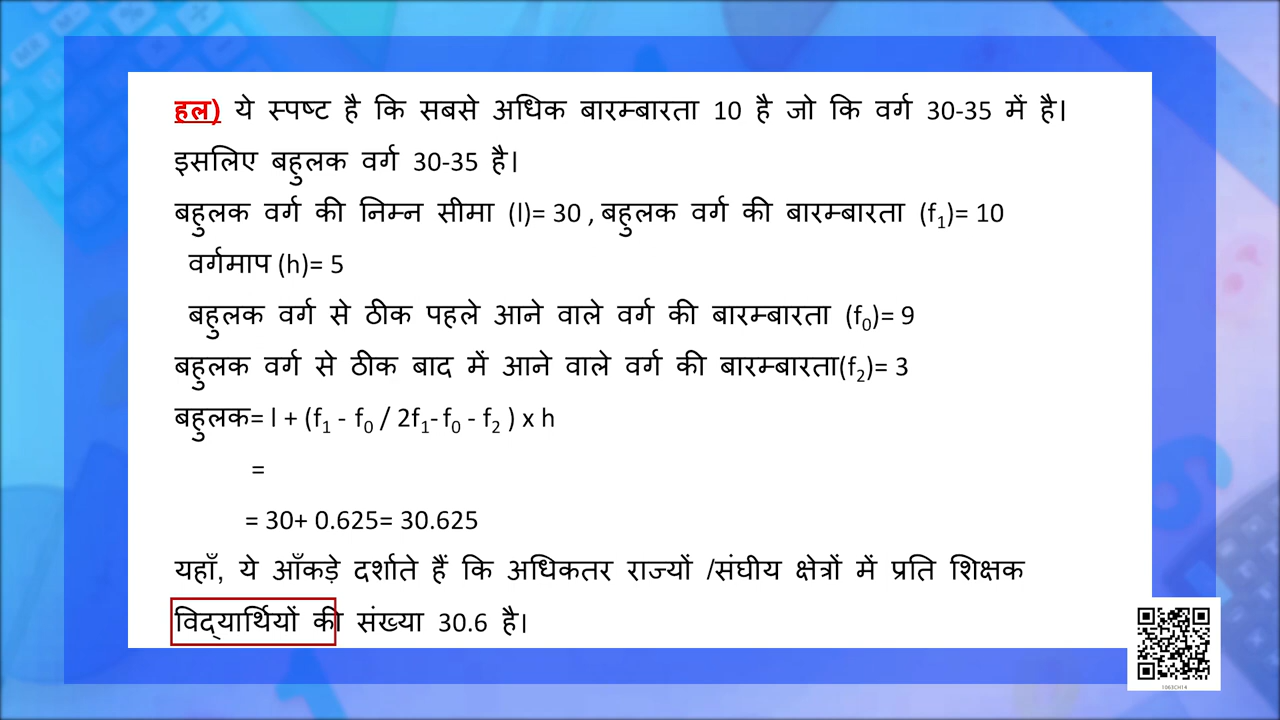 हल) ये स्पष्ट है कि सबसे अधिक बारम्बारता 10 है जो कि वर्ग 30-35 में है।
इसलिए बहुलक वर्ग 30-35 है।
बहुलक वर्ग की निम्न सीमा (l)= 30 , बहुलक वर्ग की बारम्बारता (f₁)= 10
वर्गमाप (h)= 5
बहुलक वर्ग से ठीक पहले आने वाले वर्ग की बारम्बारता (f₀)= 9
बहुलक वर्ग से ठीक बाद में आने वाले वर्ग की बारम्बारता(f₂)= 3
बहुलक= l + (f₁ - f₀ / 2f₁- f₀ - f₂ ) x h
=
= 30+ 0.625= 30.625
यहाँ, ये आँकड़े दर्शाते हैं कि अधिकतर राज्यों /संघीय क्षेत्रों में प्रति शिक्षक
विद्यार्थियों की संख्या 30.6 है।
1063CH14